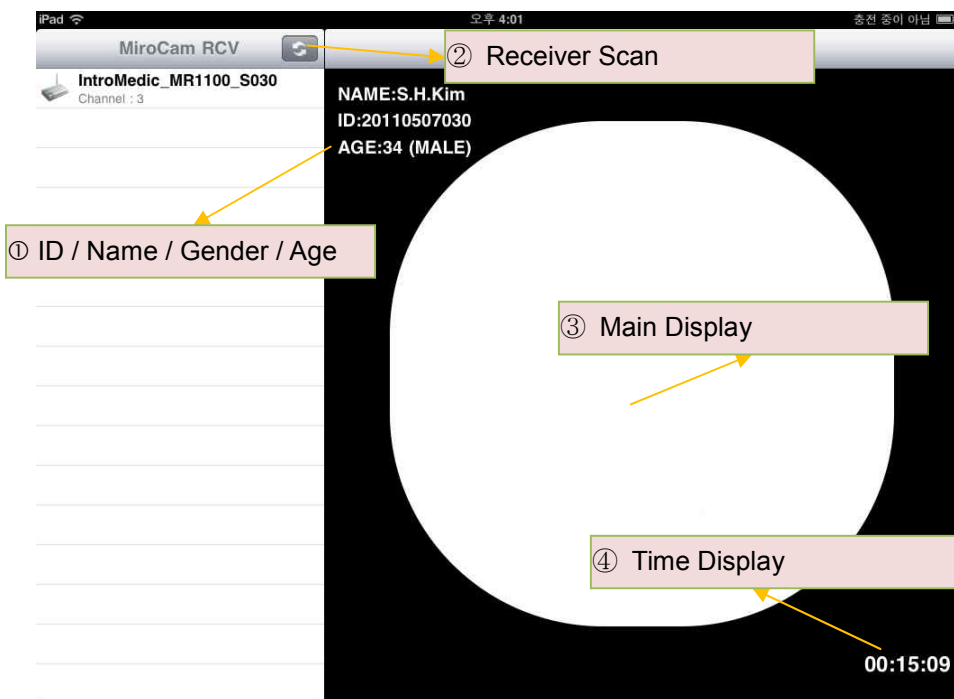 iPad 오후 4:01 충전 중이 아님
MiroCam RCV
② Receiver Scan
IntroMedic_MR1100_S030
Channel : 3
NAME:S.H.Kim
ID:20110507030
AGE:34 (MALE)
① ID / Name / Gender / Age
③ Main Display
④ Time Display
00:15:09